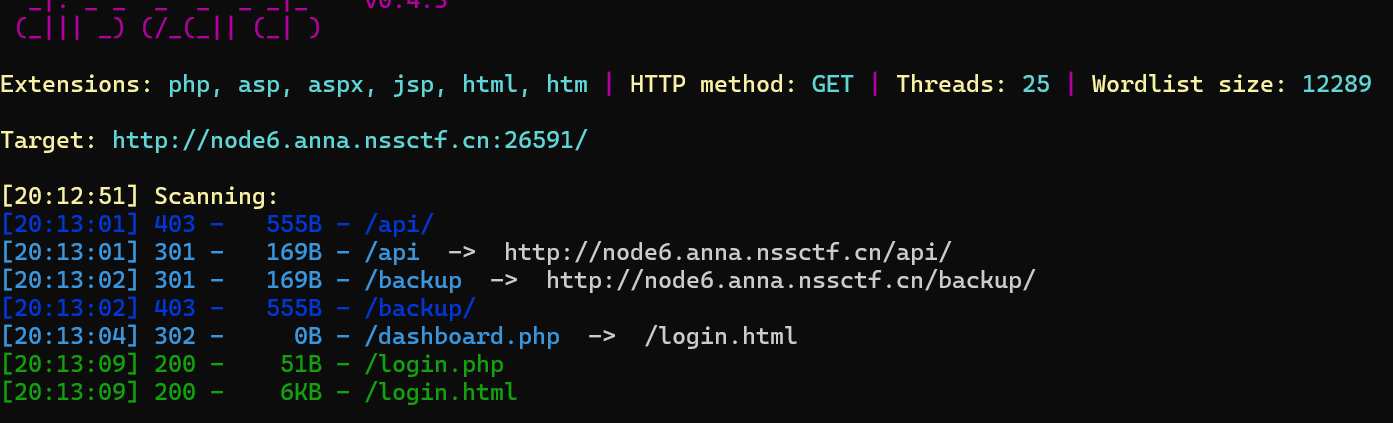 v0.4.3
Extensions: php, asp, aspx, jsp, html, htm | HTTP method: GET | Threads: 25 | Wordlist size: 12289
Target: http://node6.anna.nssctf.cn:26591/
[20:12:51] Scanning:
[20:13:01] 403 -   555B - /api/
[20:13:01] 301 -   169B - /api  ->  http://node6.anna.nssctf.cn/api/
[20:13:02] 301 -   169B - /backup  ->  http://node6.anna.nssctf.cn/backup/
[20:13:02] 403 -   555B - /backup/
[20:13:04] 302 -     0B - /dashboard.php  ->  /login.html
[20:13:09] 200 -    51B - /login.php
[20:13:09] 200 -    6KB - /login.html